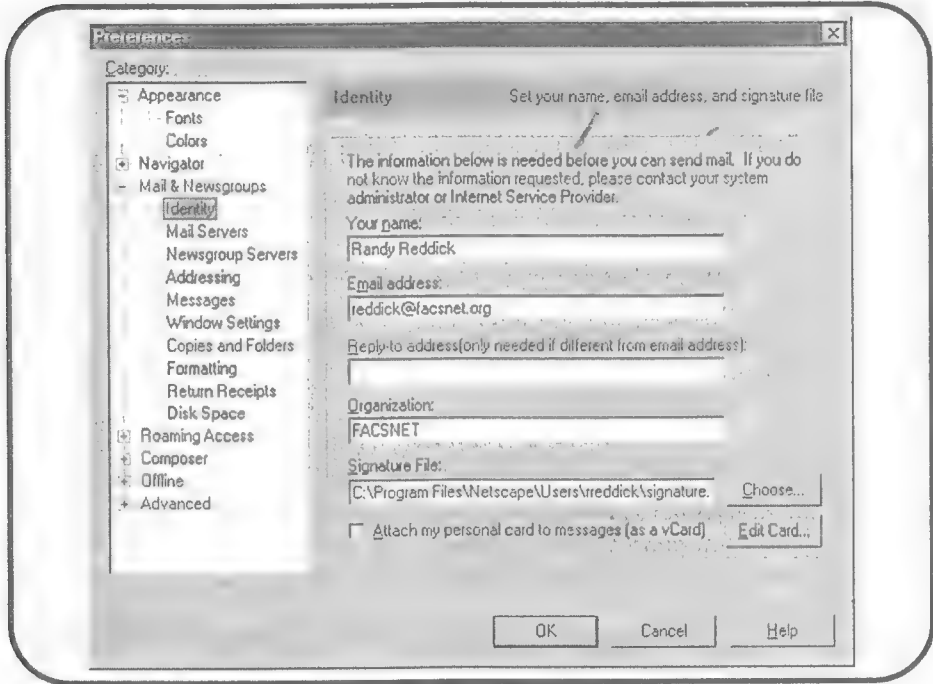 Preferences
Category:
Appearance
Fonts
Colors
Navigator
Mail & Newsgroups
Identity
Mail Servers
Newsgroup Servers
Addressing
Messages
Window Settings
Copies and Folders
Formatting
Return Receipts
Disk Space
Roaming Access
Composer
Offline
Advanced
Identity Set your name, email address, and signature file
The information below is needed before you can send mail. If you do
not know the information requested, please contact your system
administrator or Internet Service Provider.
Your name:
Randy Reddick
Email address:
reddick@facsnet.org
Reply-to address(only needed if different from email address):
Organization:
FACSNET
Signature File:
C:\Program Files\Netscape\Users\rreddick\signature. Choose...
Attach my personal card to messages (as a vCard) Edit Card...
OK Cancel Help